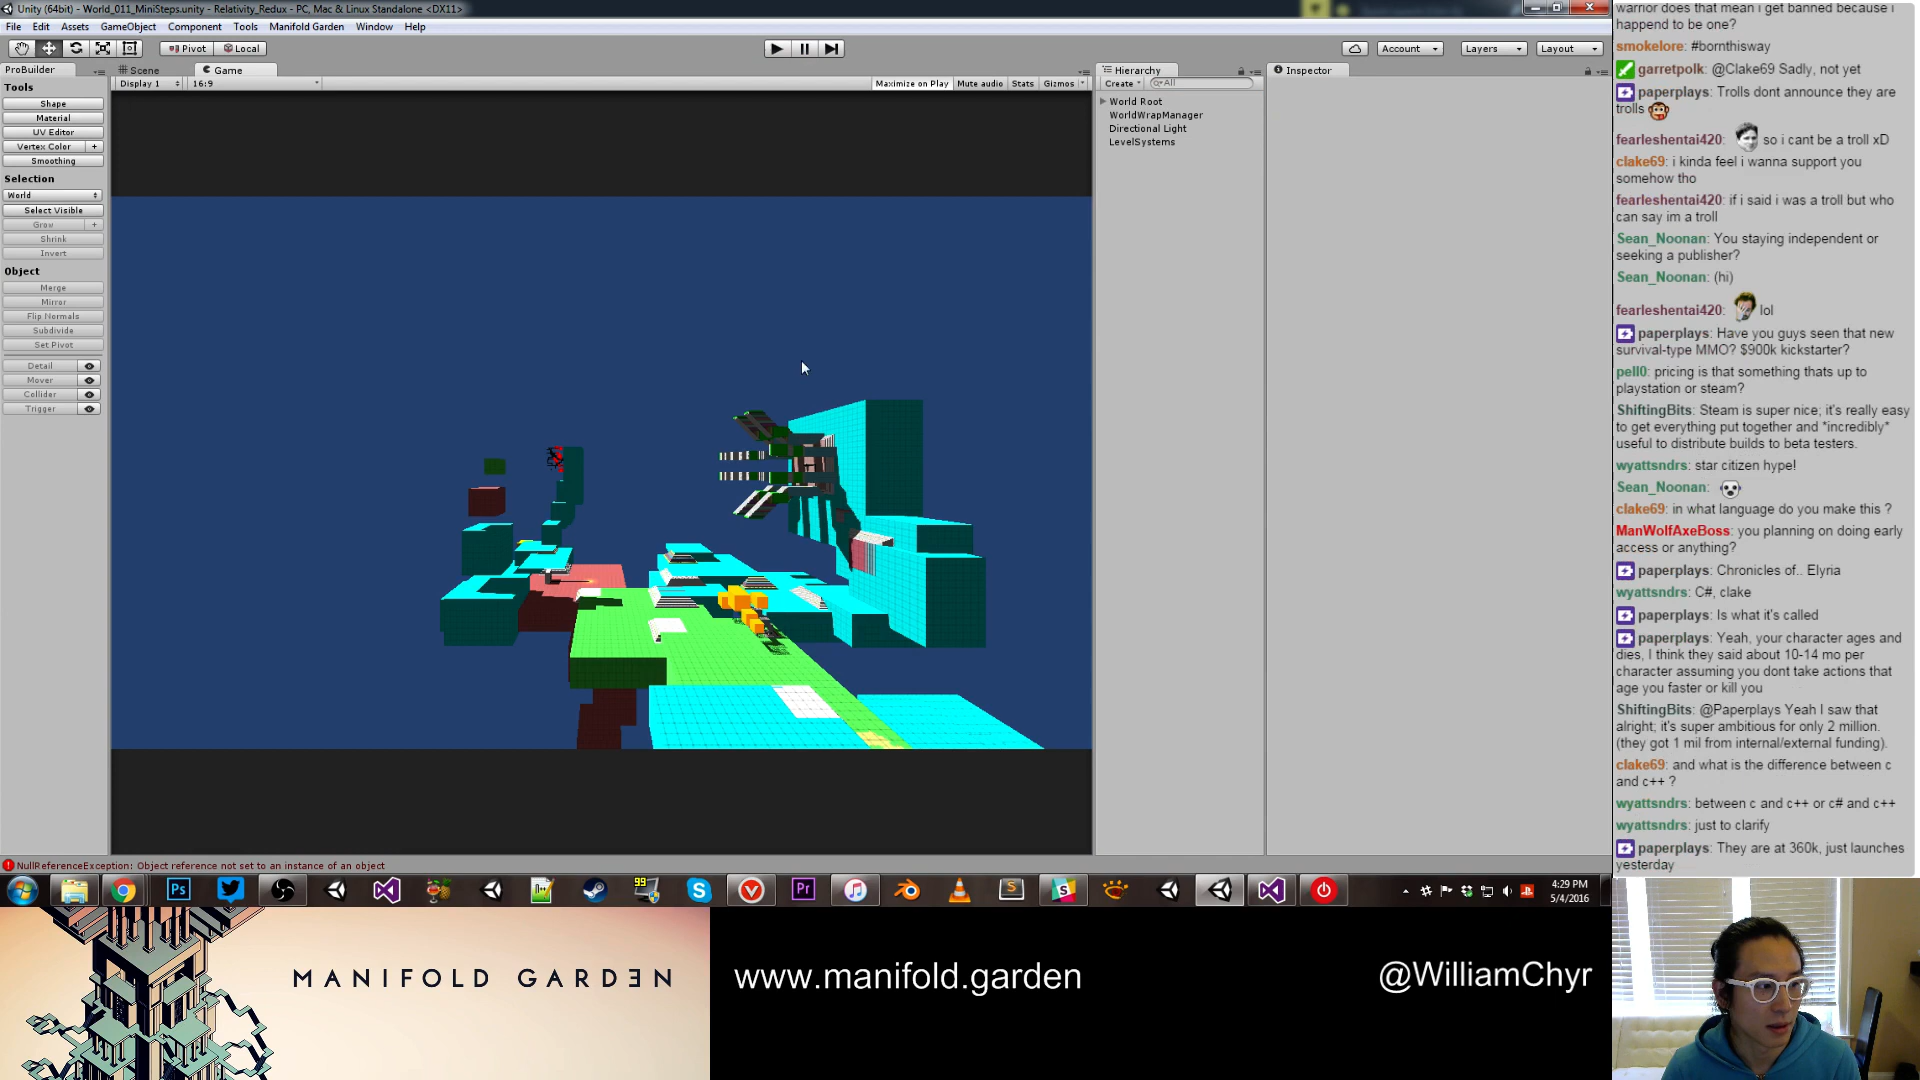 Unity (64bit) - World_011_MiniSteps.unity - Relativity_Redux - PC, Mac & Linux Standalone <DX11>
File Edit Assets GameObject Component Tools Manifold Garden Window Help
Pivot Local Account Layers Layout
ProBuilder Scene Game Hierarchy Inspector
Display 1 16:9 Maximize on Play Mute audio Stats Gizmos Create All
Tools
Shape
Material
UV Editor
Vertex Color +
Smoothing
Selection
World
Select Visible
Grow +
Shrink
Invert
Object
Merge
Mirror
Flip Normals
Subdivide
Set Pivot
Detail
Mover
Collider
Trigger
World Root
WorldWrapManager
Directional Light
LevelSystems
NullReferenceException: Object reference not set to an instance of an object
4:29 PM
5/4/2016
warrior does that mean i get banned because i
happend to be one?
smokelore: #bornthisway
garretpolk: @Clake69 Sadly, not yet
paperplays: Trolls dont announce they are
trolls
fearleshentai420: so i cant be a troll xD
clake69: i kinda feel i wanna support you
somehow tho
fearleshentai420: if i said i was a troll but who
can say im a troll
Sean_Noonan: You staying independent or
seeking a publisher?
Sean_Noonan: (hi)
fearleshentai420: lol
paperplays: Have you guys seen that new
survival-type MMO? $900k kickstarter?
pell0: pricing is that something thats up to
playstation or steam?
ShiftingBits: Steam is super nice; it's really easy
to get everything put together and *incredibly*
useful to distribute builds to beta testers.
wyattsndrs: star citizen hype!
Sean_Noonan:
clake69: in what language do you make this ?
ManWolfAxeBoss: you planning on doing early
access or anything?
paperplays: Chronicles of.. Elyria
wyattsndrs: C#, clake
paperplays: Is what it's called
paperplays: Yeah, your character ages and
dies, I think they said about 10-14 mo per
character assuming you dont take actions that
age you faster or kill you
ShiftingBits: @Paperplays Yeah I saw that
alright; it's super ambitious for only 2 million.
(they got 1 mil from internal/external funding).
clake69: and what is the difference between c
and c++ ?
wyattsndrs: between c and c++ or c# and c++
wyattsndrs: just to clarify
paperplays: They are at 360k, just launches
yesterday
MANIFOLD GARDƎN
www.manifold.garden
@WilliamChyr